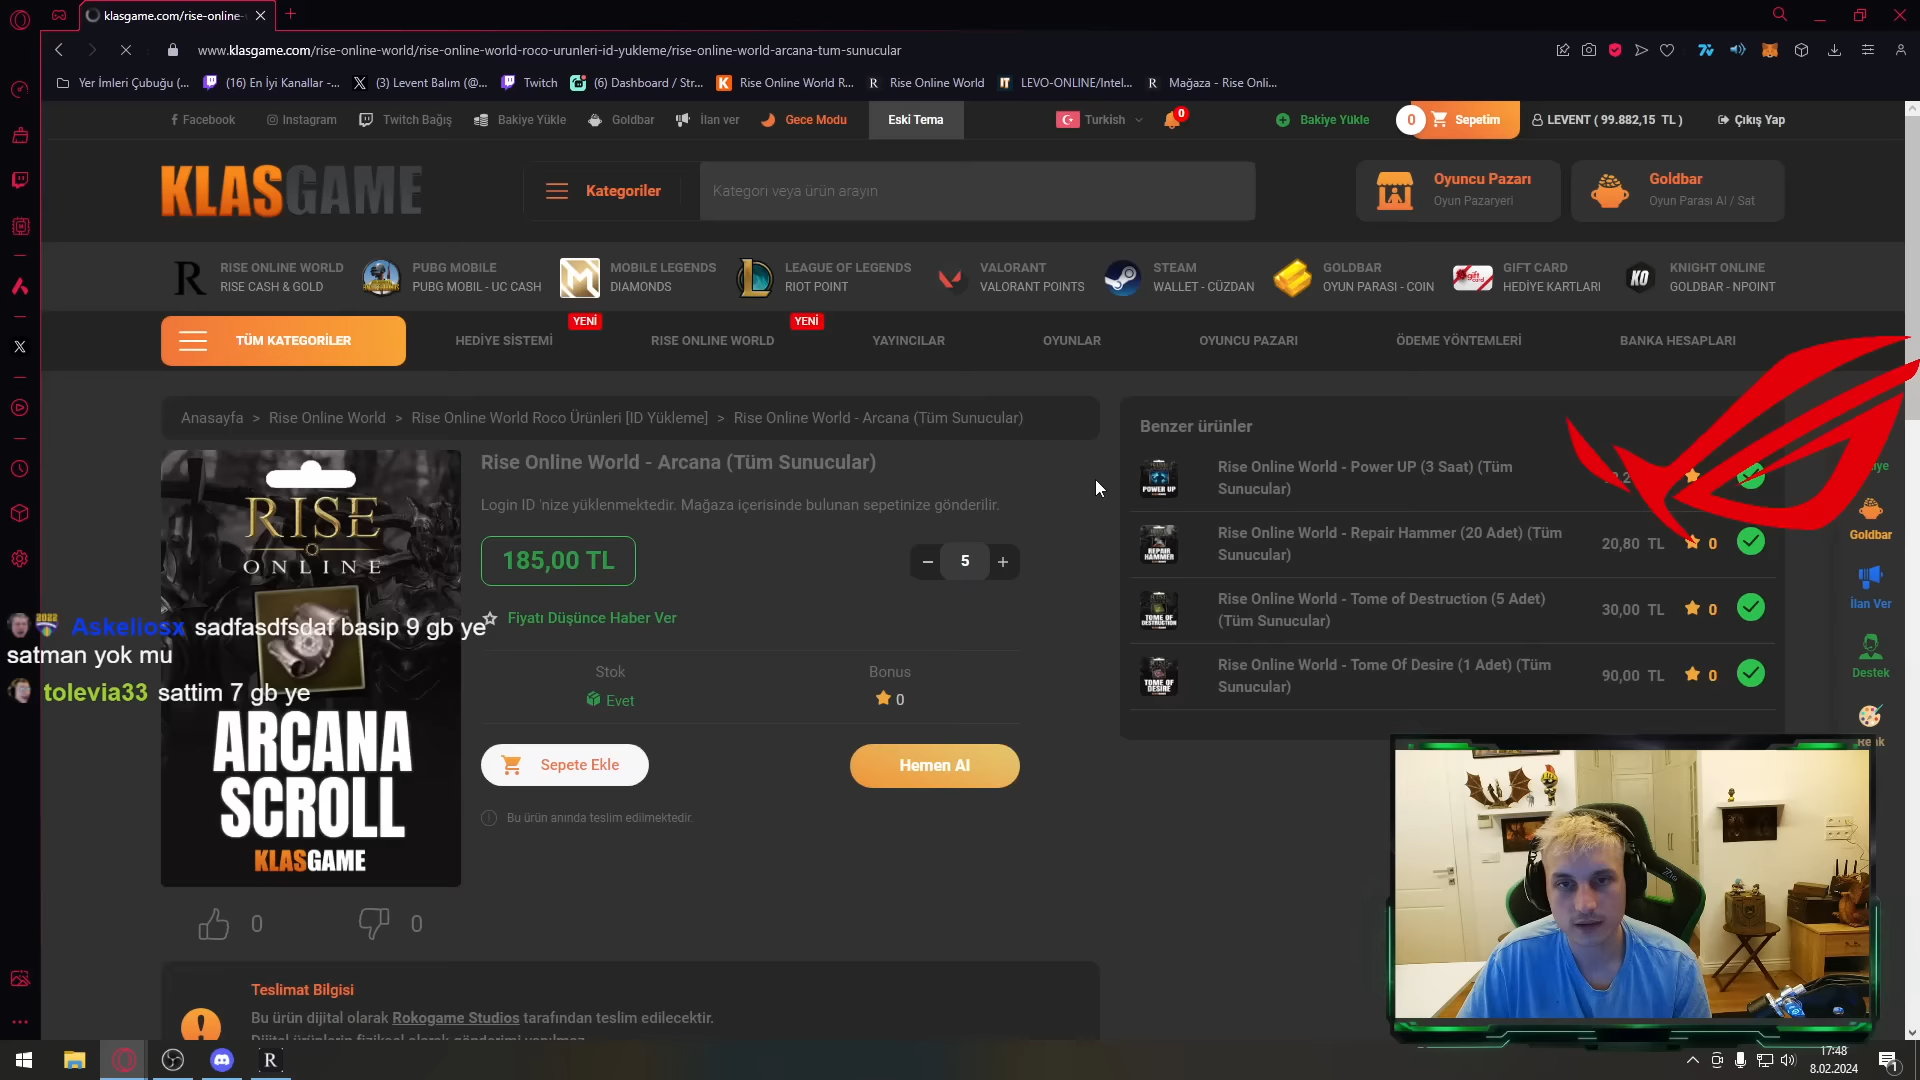 klasgame.com/rise-online-
www.klasgame.com/rise-online-world/rise-online-world-roco-urunleri-id-yukleme/rise-online-world-arcana-tum-sunucular
Yer İmleri Çubuğu (...
(16) En İyi Kanallar -...
(3) Levent Balım (@...
Twitch
(6) Dashboard / Str...
Rise Online World R...
Rise Online World
LEVO-ONLINE/Intel...
Mağaza - Rise Onli...
Facebook
Instagram
Twitch Bağış
Bakiye Yükle
Goldbar
İlan ver
Gece Modu
Eski Tema
Turkish
0
Bakiye Yükle
0
Sepetim
LEVENT ( 99.882,15 TL )
Çıkış Yap
KLASGAME
Kategoriler
Kategori veya ürün arayın
Oyuncu Pazarı
Oyun Pazaryeri
Goldbar
Oyun Parası Al / Sat
RISE ONLINE WORLD
RISE CASH & GOLD
PUBG MOBILE
PUBG MOBIL - UC CASH
MOBILE LEGENDS
DIAMONDS
LEAGUE OF LEGENDS
RIOT POINT
VALORANT
VALORANT POINTS
STEAM
WALLET - CÜZDAN
GOLDBAR
OYUN PARASI - COIN
GIFT CARD
HEDİYE KARTLARI
KO
KNIGHT ONLINE
GOLDBAR - NPOINT
TÜM KATEGORİLER
HEDİYE SİSTEMİ
YENİ
RISE ONLINE WORLD
YENİ
YAYINCILAR
OYUNLAR
OYUNCU PAZARI
ÖDEME YÖNTEMLERİ
BANKA HESAPLARI
Anasayfa > Rise Online World > Rise Online World Roco Ürünleri [ID Yükleme] > Rise Online World - Arcana (Tüm Sunucular)
RISE
ONLINE
ARCANA
SCROLL
KLASGAME
Rise Online World - Arcana (Tüm Sunucular)
Login ID 'nize yüklenmektedir. Mağaza içerisinde bulunan sepetinize gönderilir.
185,00 TL
5
Fiyatı Düşünce Haber Ver
Stok
Evet
Bonus
0
Sepete Ekle
Hemen Al
Bu ürün anında teslim edilmektedir.
0
0
Askeliosx sadfasdfsdaf basip 9 gb ye
satman yok mu
tolevia33 sattim 7 gb ye
Benzer ürünler
POWER UP
Rise Online World - Power UP (3 Saat) (Tüm
Sunucular)
REPAIR HAMMER
Rise Online World - Repair Hammer (20 Adet) (Tüm
Sunucular)
20,80 TL
0
TOME OF DESTRUCTION
Rise Online World - Tome of Destruction (5 Adet)
(Tüm Sunucular)
30,00 TL
0
TOME OF DESIRE
Rise Online World - Tome Of Desire (1 Adet) (Tüm
Sunucular)
90,00 TL
0
Goldbar
İlan Ver
Destek
Renk
Teslimat Bilgisi
Bu ürün dijital olarak Rokogame Studios tarafından teslim edilecektir.
17:48
8.02.2024
1